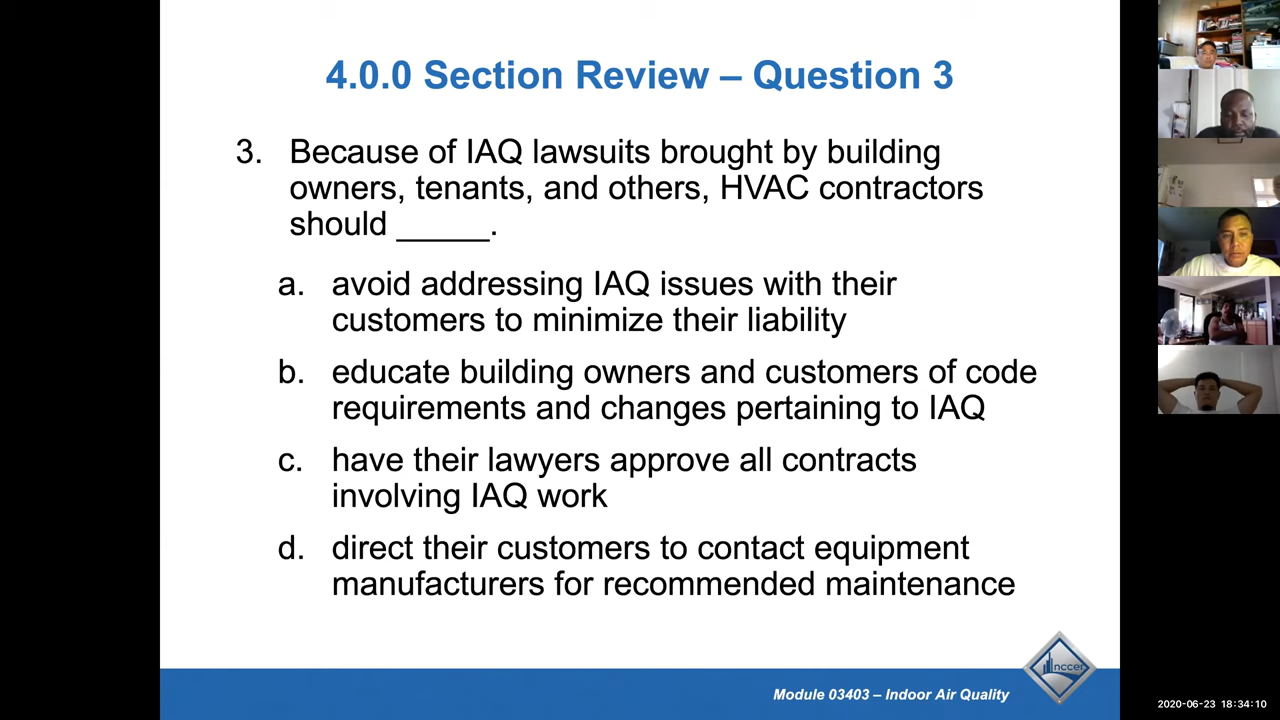 4.0.0 Section Review – Question 3
3. Because of IAQ lawsuits brought by building
owners, tenants, and others, HVAC contractors
should _____.
a. avoid addressing IAQ issues with their
customers to minimize their liability
b. educate building owners and customers of code
requirements and changes pertaining to IAQ
c. have their lawyers approve all contracts
involving IAQ work
d. direct their customers to contact equipment
manufacturers for recommended maintenance
nccer
Module 03403 – Indoor Air Quality
2020-06-23 18:34:10